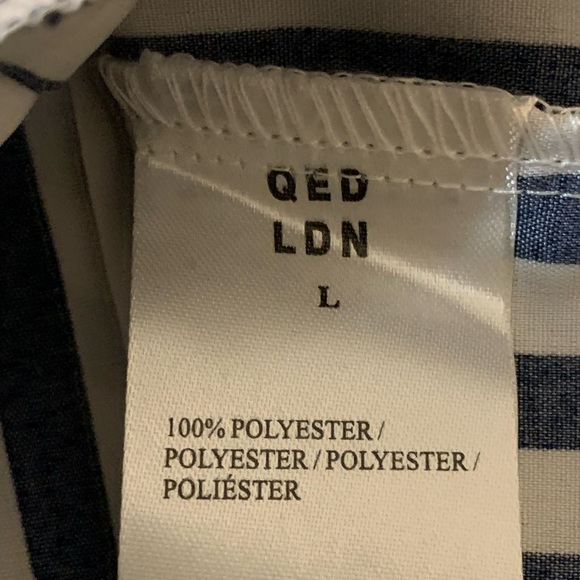 QED
LDN
L
100% POLYESTER /
POLYESTER / POLYESTER /
POLIÉSTER